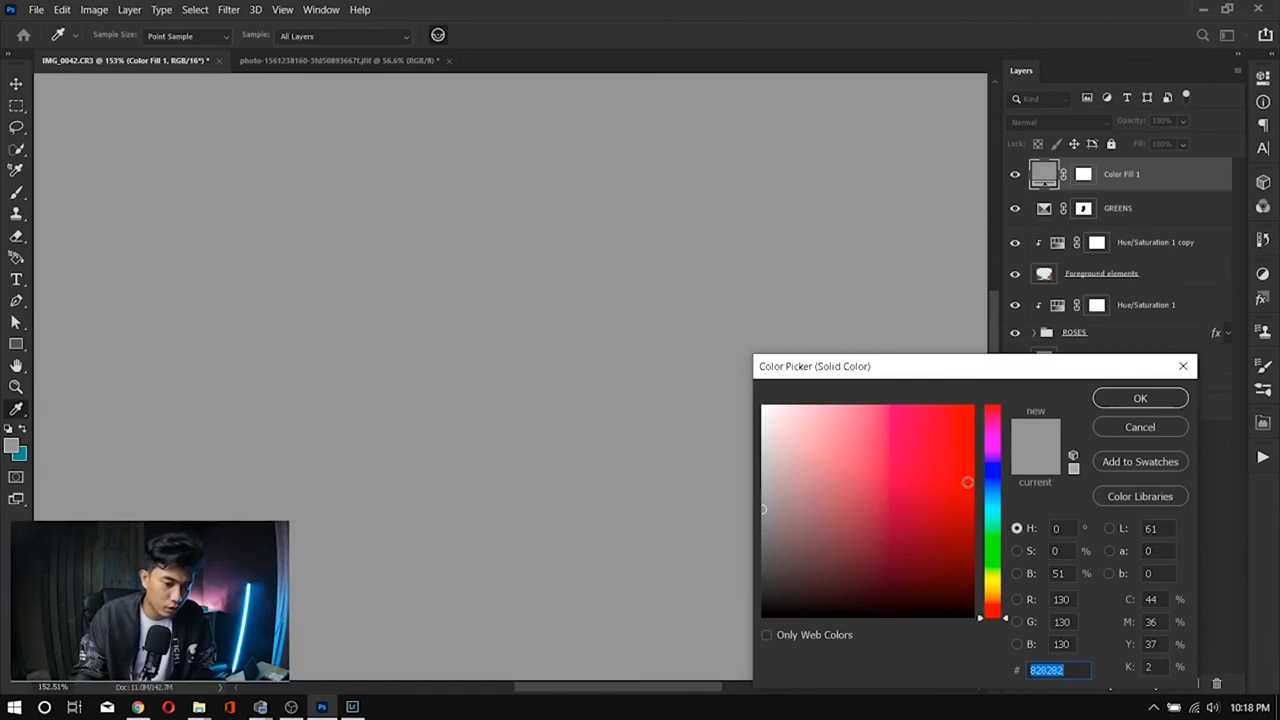 Ps File Edit Image Layer Type Select Filter 3D View Window Help
Sample Size: Point Sample Sample: All Layers
IMG_0042.CR3 @ 153% (Color Fill 1, RGB/16*) * photo-1561238160-3fd50893667f.jfif @ 56.6% (RGB/8) *
Layers
Kind
Normal Opacity: 100%
Lock: Fill: 100%
Color Fill 1
GREENS
Hue/Saturation 1 copy
Foreground elements
Hue/Saturation 1
ROSES fx
Color Picker (Solid Color)
new
current
OK
Cancel
Add to Swatches
Color Libraries
H: 0 ° L: 61
S: 0 % a: 0
B: 51 % b: 0
R: 130 C: 44 %
G: 130 M: 36 %
B: 130 Y: 37 %
# 828282 K: 2 %
Only Web Colors
152.51% Doc: 11.0M/142.7M
10:18 PM